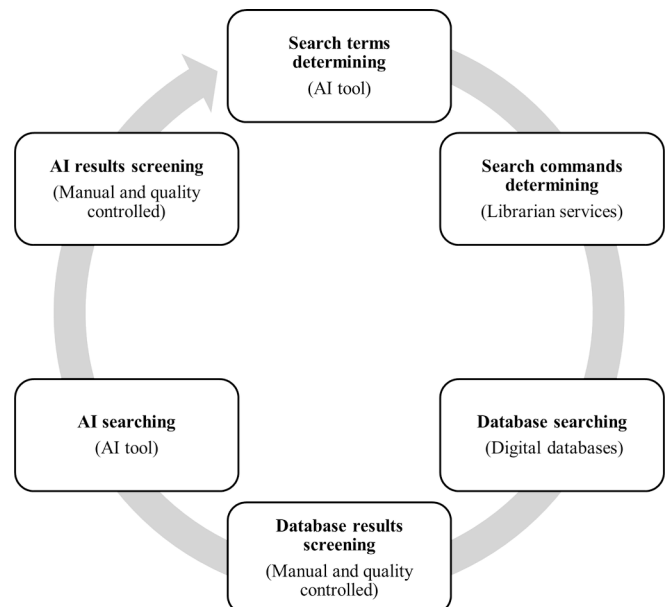 Search terms
determining
(AI tool)
Search commands
determining
(Librarian services)
Database searching
(Digital databases)
Database results
screening
(Manual and quality
controlled)
AI searching
(AI tool)
AI results screening
(Manual and quality
controlled)